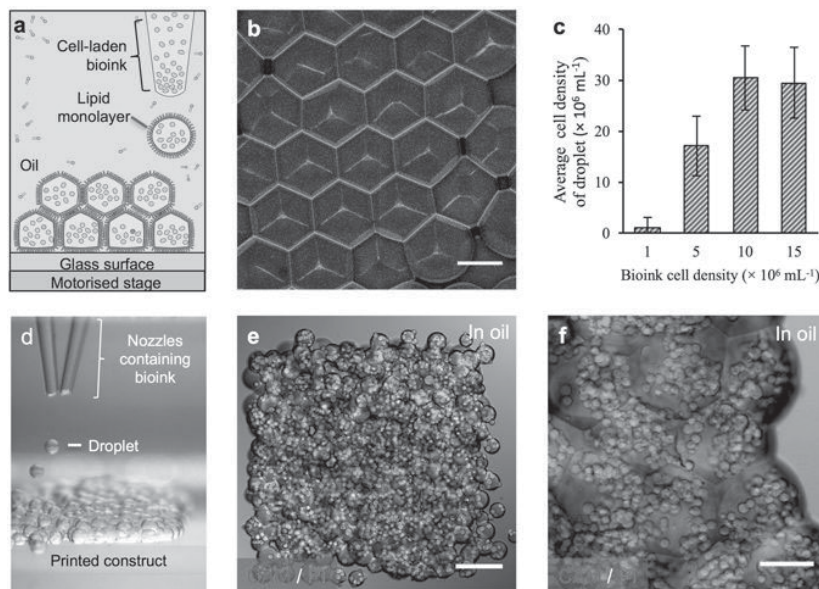 a
Cell-laden
bioink
Lipid
monolayer
Oil
Glass surface
Motorised stage
b
c
Average cell density
of droplet (× 10⁶ mL⁻¹)
40
30
20
10
0
1 5 10 15
Bioink cell density (× 10⁶ mL⁻¹)
d
Nozzles
containing
bioink
Droplet
Printed construct
e
In oil
f
In oil